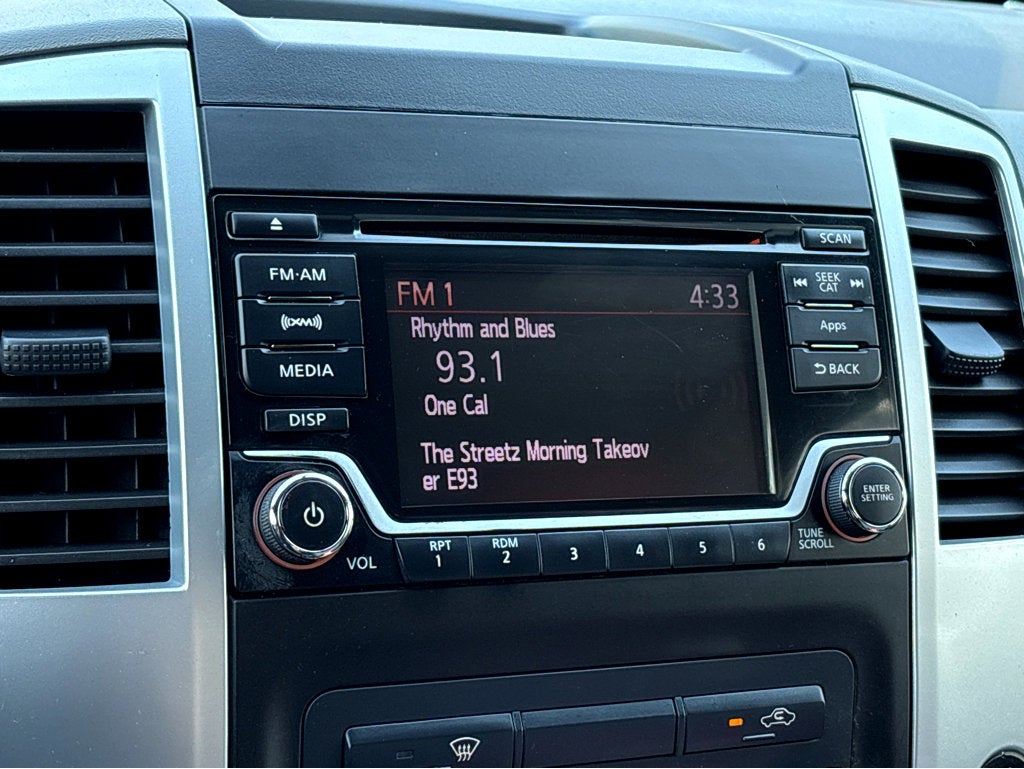 SCAN
FM·AM
SEEK
CAT
FM 1
4:33
Rhythm and Blues
((XM))
Apps
93.1
MEDIA
BACK
One Cal
DISP
The Streetz Morning Takeov
er E93
ENTER
SETTING
VOL
RPT
1
RDM
2
3
4
5
6
TUNE
SCROLL